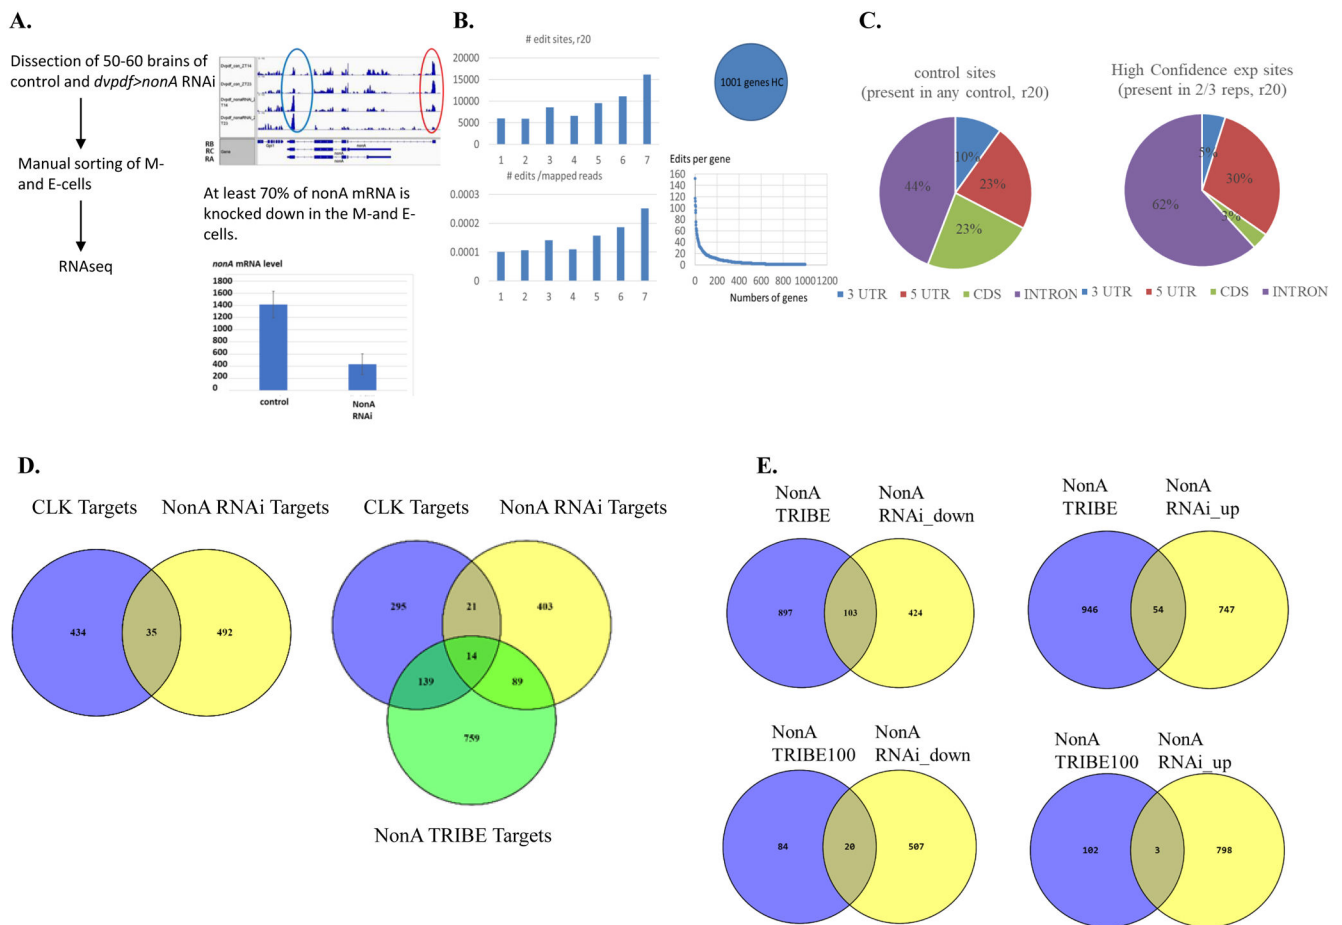 A.
Dissection of 50-60 brains of
control and dvpdf>nonA RNAi
Manual sorting of M-
and E-cells
RNAseq
RB
RC
RA
Gene
nonA
nonA
nonA
At least 70% of nonA mRNA is
knocked down in the M-and E-
cells.
nonA mRNA level
1800
1600
1400
1200
1000
800
600
400
200
0
control
NonA
RNAi
B.
# edit sites, r20
20000
15000
10000
5000
0
1 2 3 4 5 6 7
# edits /mapped reads
0.0003
0.0002
0.0001
0
1 2 3 4 5 6 7
1001 genes HC
Edits per gene
160
140
120
100
80
60
40
20
0
0 200 400 600 800 1000 1200
Numbers of genes
C.
control sites
(present in any control, r20)
10%
23%
23%
44%
3 UTR 5 UTR CDS INTRON
High Confidence exp sites
(present in 2/3 reps, r20)
5%
30%
3%
62%
3 UTR 5 UTR CDS INTRON
D.
CLK Targets NonA RNAi Targets
434 35 492
CLK Targets NonA RNAi Targets
295 21 403
14
139 89
759
NonA TRIBE Targets
E.
NonA
TRIBE
NonA
RNAi_down
897 103 424
NonA
TRIBE
NonA
RNAi_up
946 54 747
NonA
TRIBE100
NonA
RNAi_down
84 20 507
NonA
TRIBE100
NonA
RNAi_up
102 3 798